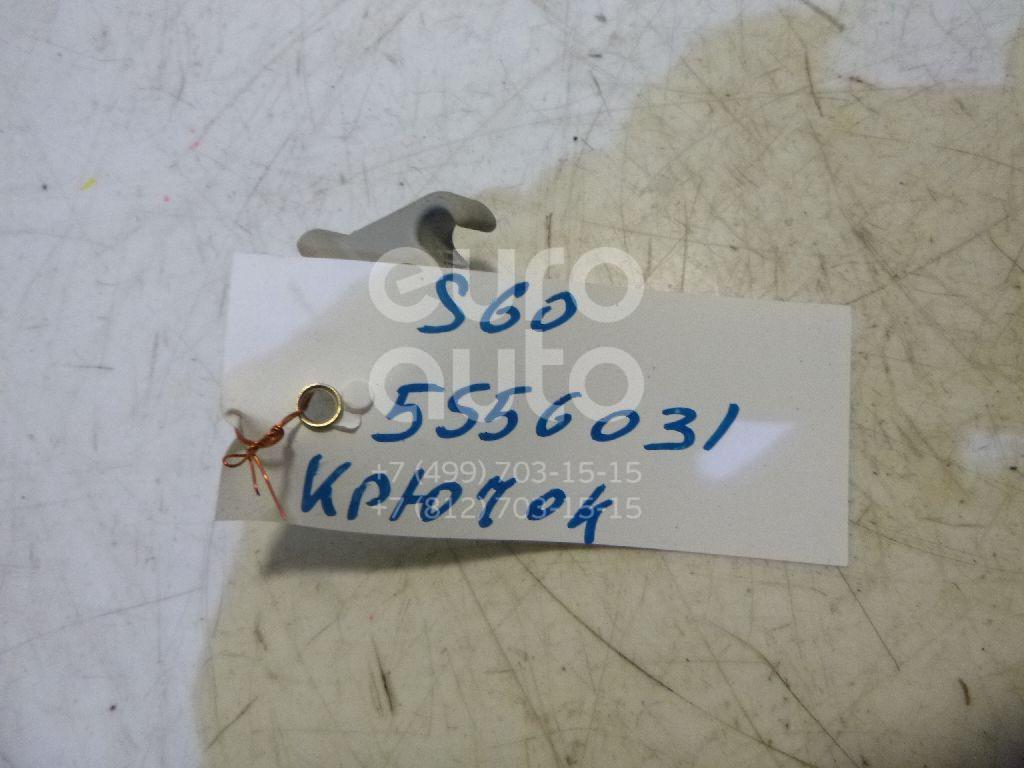 euro
S60
auto
5556031
+7 (499) 703-15-15
Крючок
+7 (812) 703-15-15